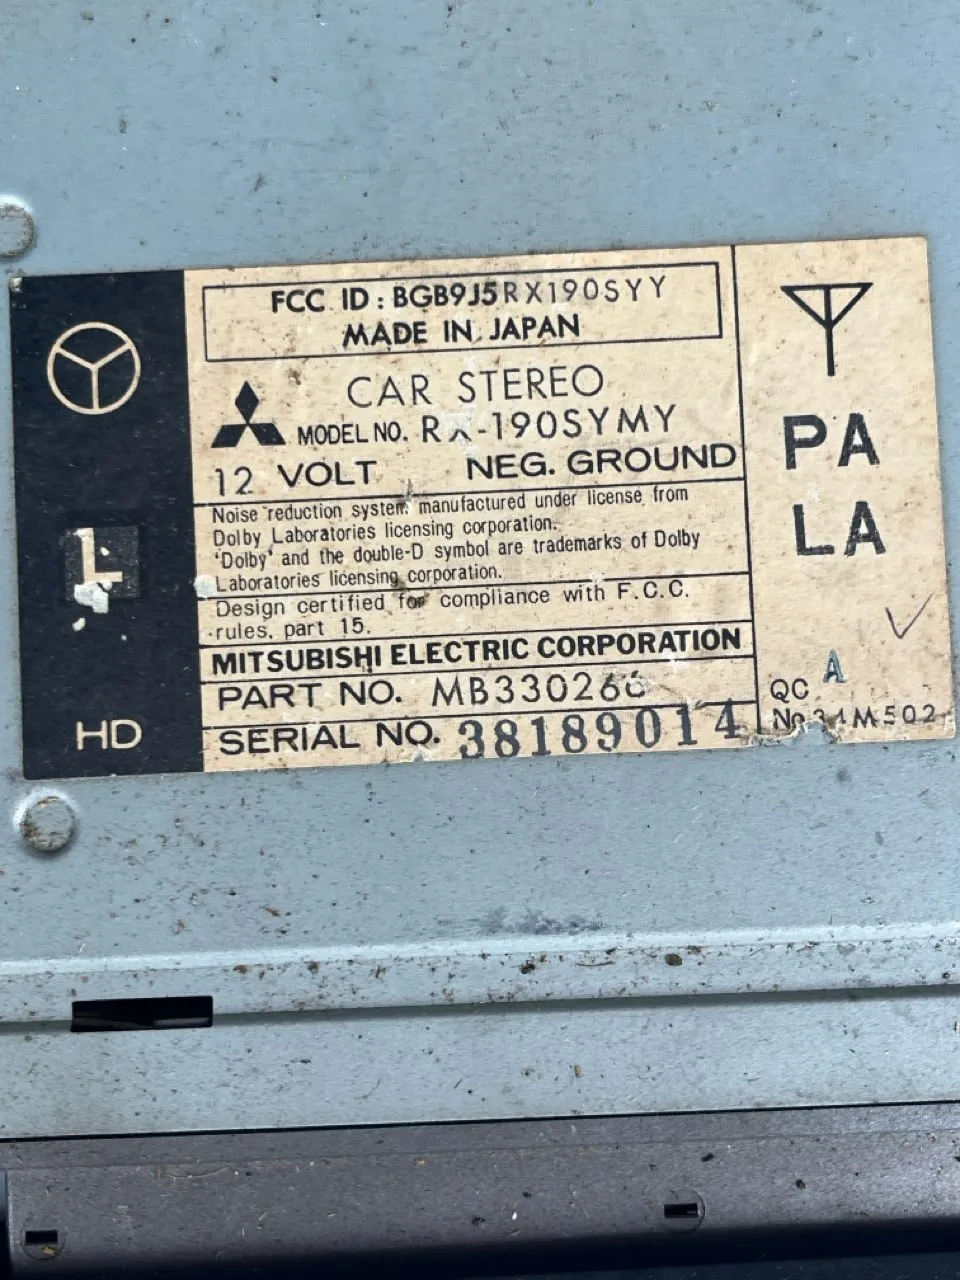 FCC ID : BGB9J5RX190SYY
MADE IN JAPAN
CAR STEREO
MODEL NO. RX-190SYMY
12 VOLT NEG. GROUND
Noise reduction system manufactured under license from
Dolby Laboratories licensing corporation.
'Dolby' and the double-D symbol are trademarks of Dolby
Laboratories licensing corporation.
Design certified for compliance with F.C.C.
rules, part 15.
MITSUBISHI ELECTRIC CORPORATION
PART NO. MB330266
SERIAL NO. 38189014
L
HD
PA
LA
A
QC
No34M502